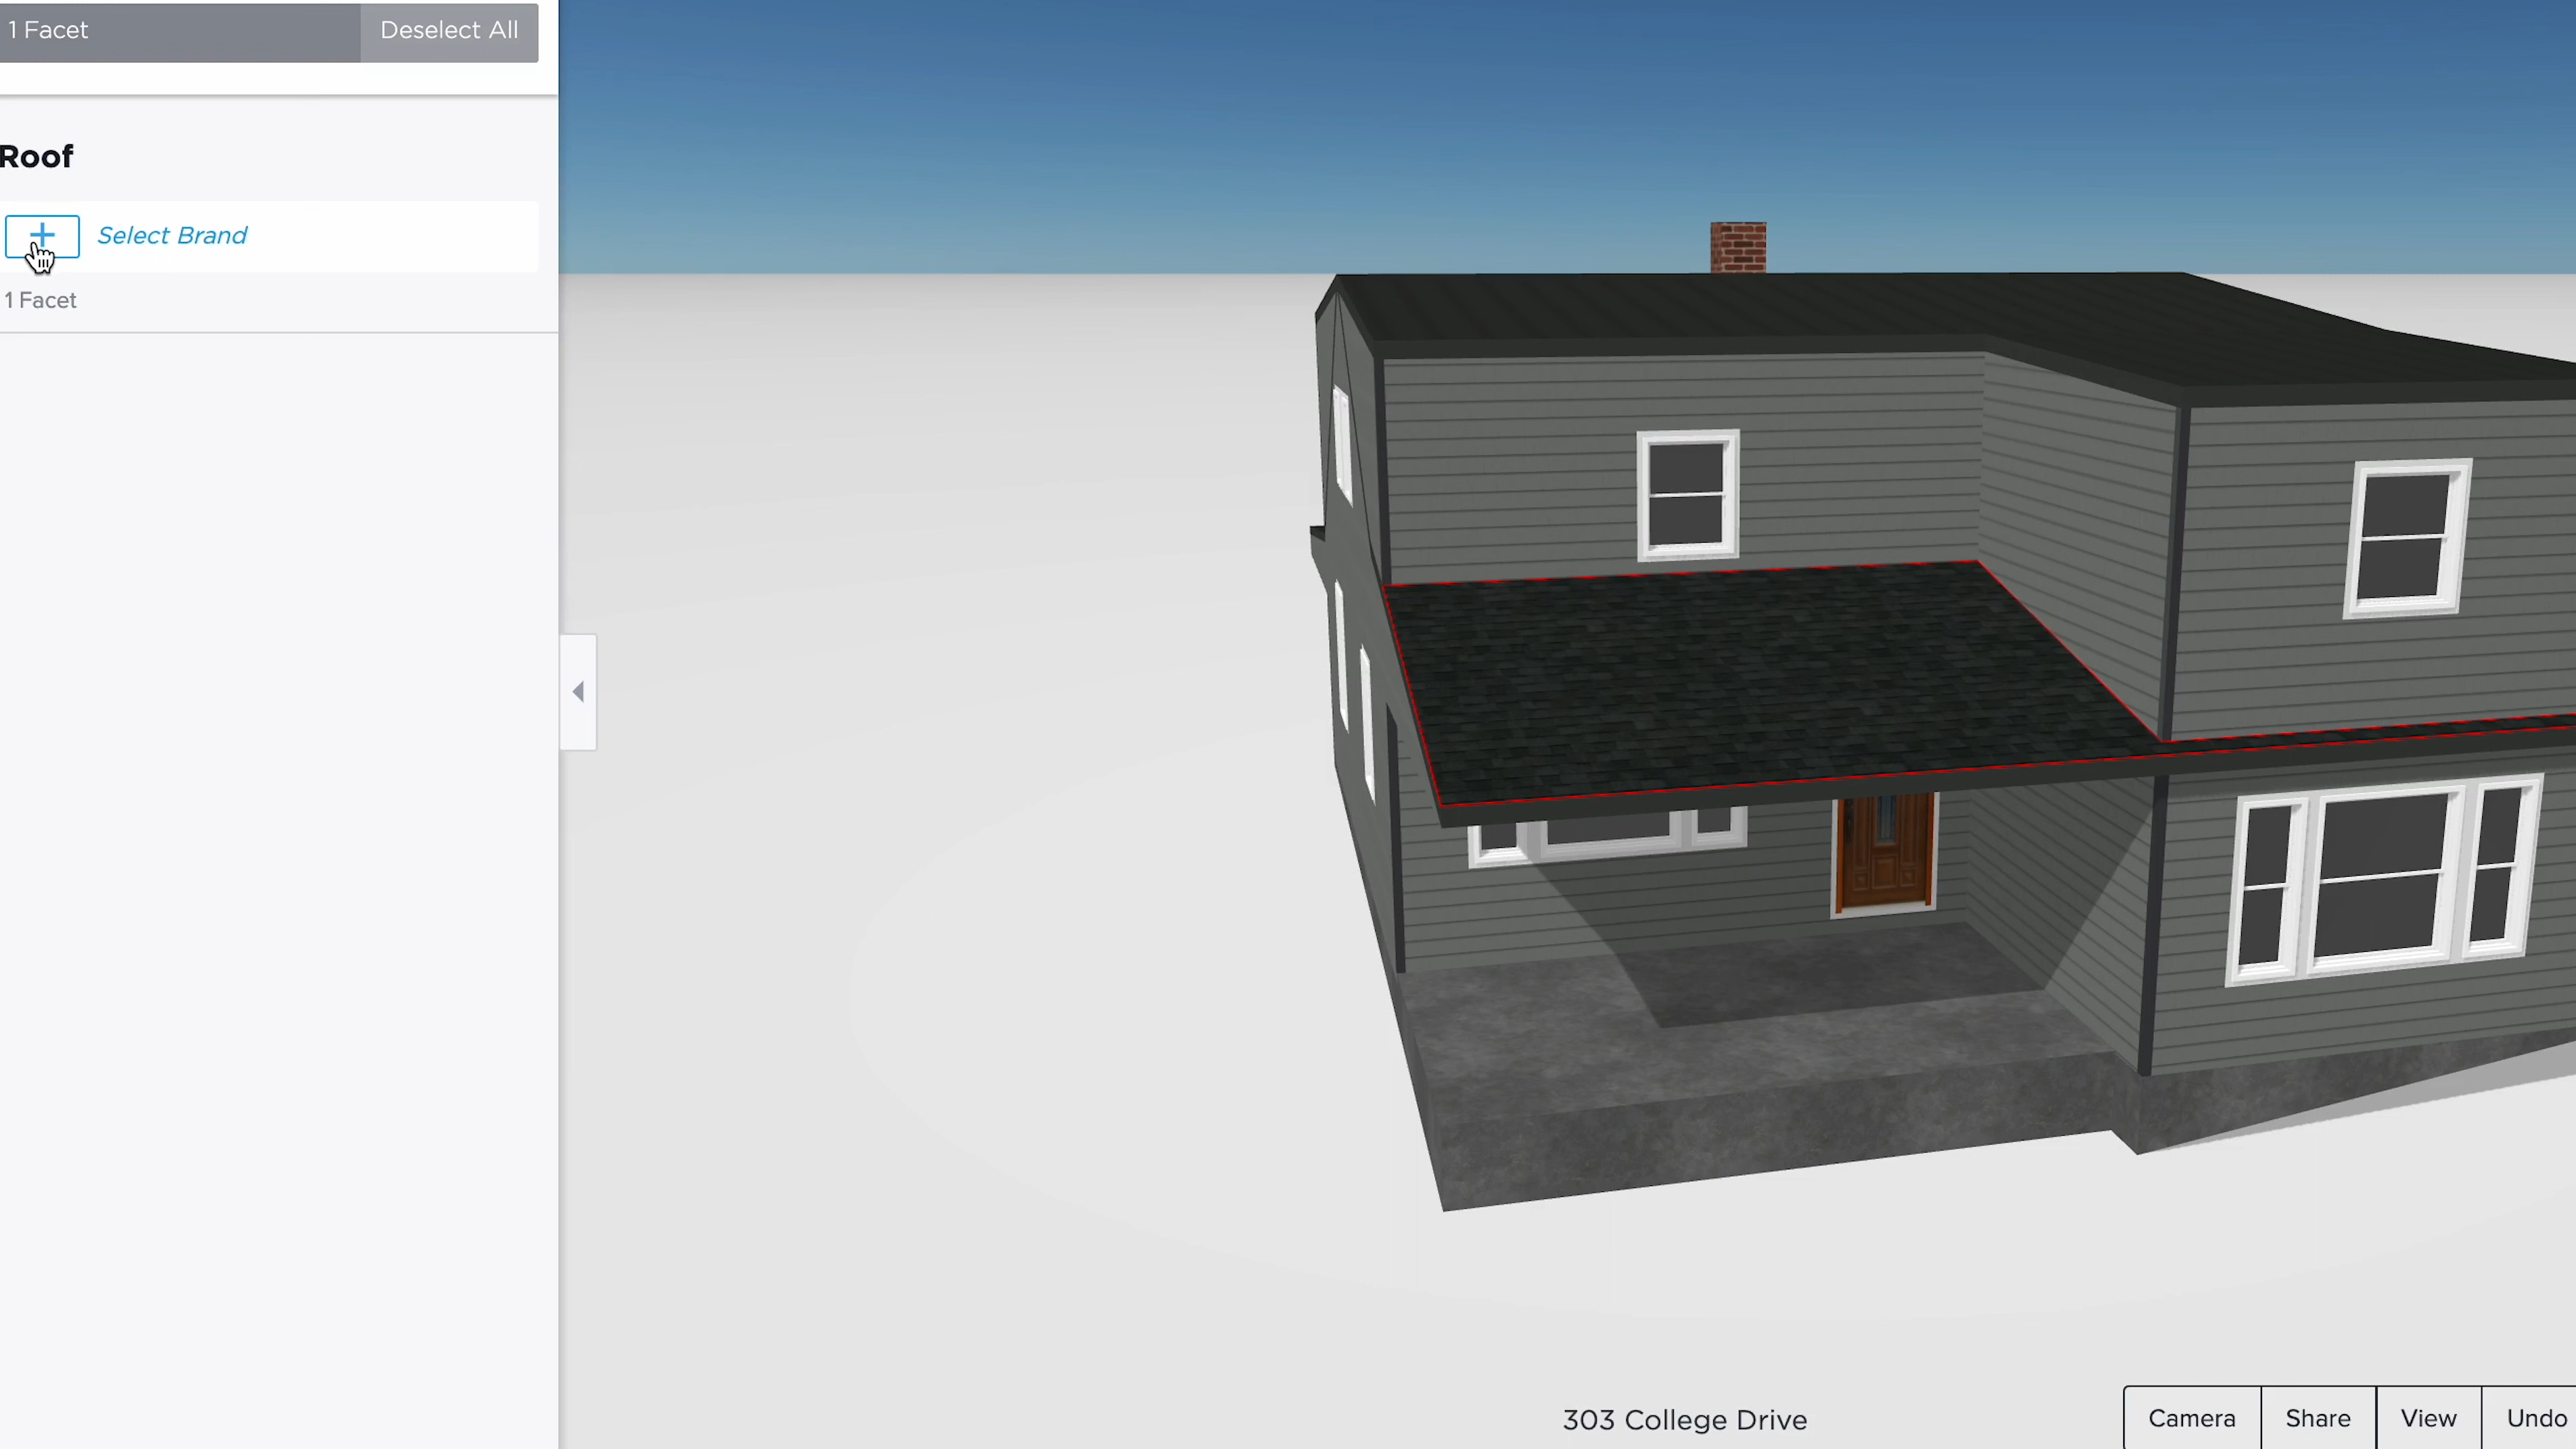 1 Facet
Deselect All
Roof
Select Brand
1 Facet
303 College Drive
Camera
Share
View
Undo